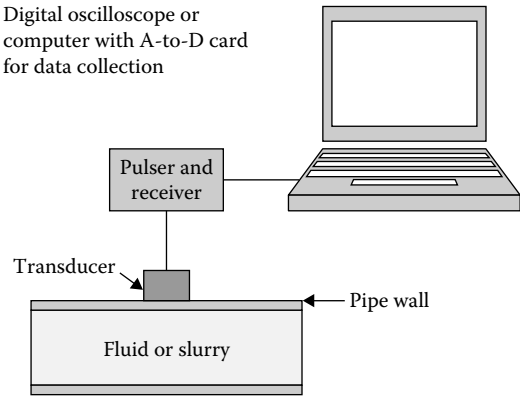 Digital oscilloscope or
computer with A-to-D card
for data collection
Pulser and
receiver
Transducer
Pipe wall
Fluid or slurry